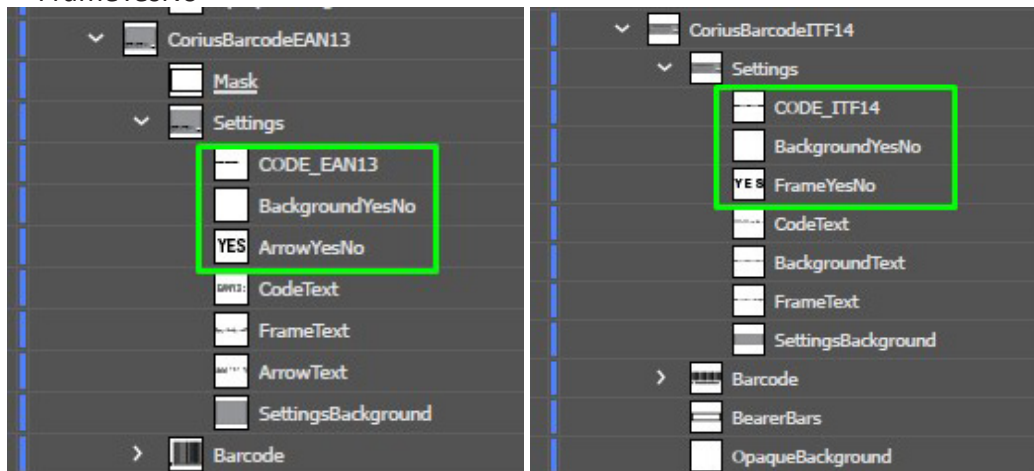 FrameYesNo
CoriusBarcodeEAN13
Mask
Settings
CODE_EAN13
BackgroundYesNo
YES
ArrowYesNo
CodeText
FrameText
ArrowText
SettingsBackground
Barcode
CoriusBarcodeITF14
Settings
CODE_ITF14
BackgroundYesNo
YES
FrameYesNo
CodeText
BackgroundText
FrameText
SettingsBackground
Barcode
BearerBars
OpaqueBackground